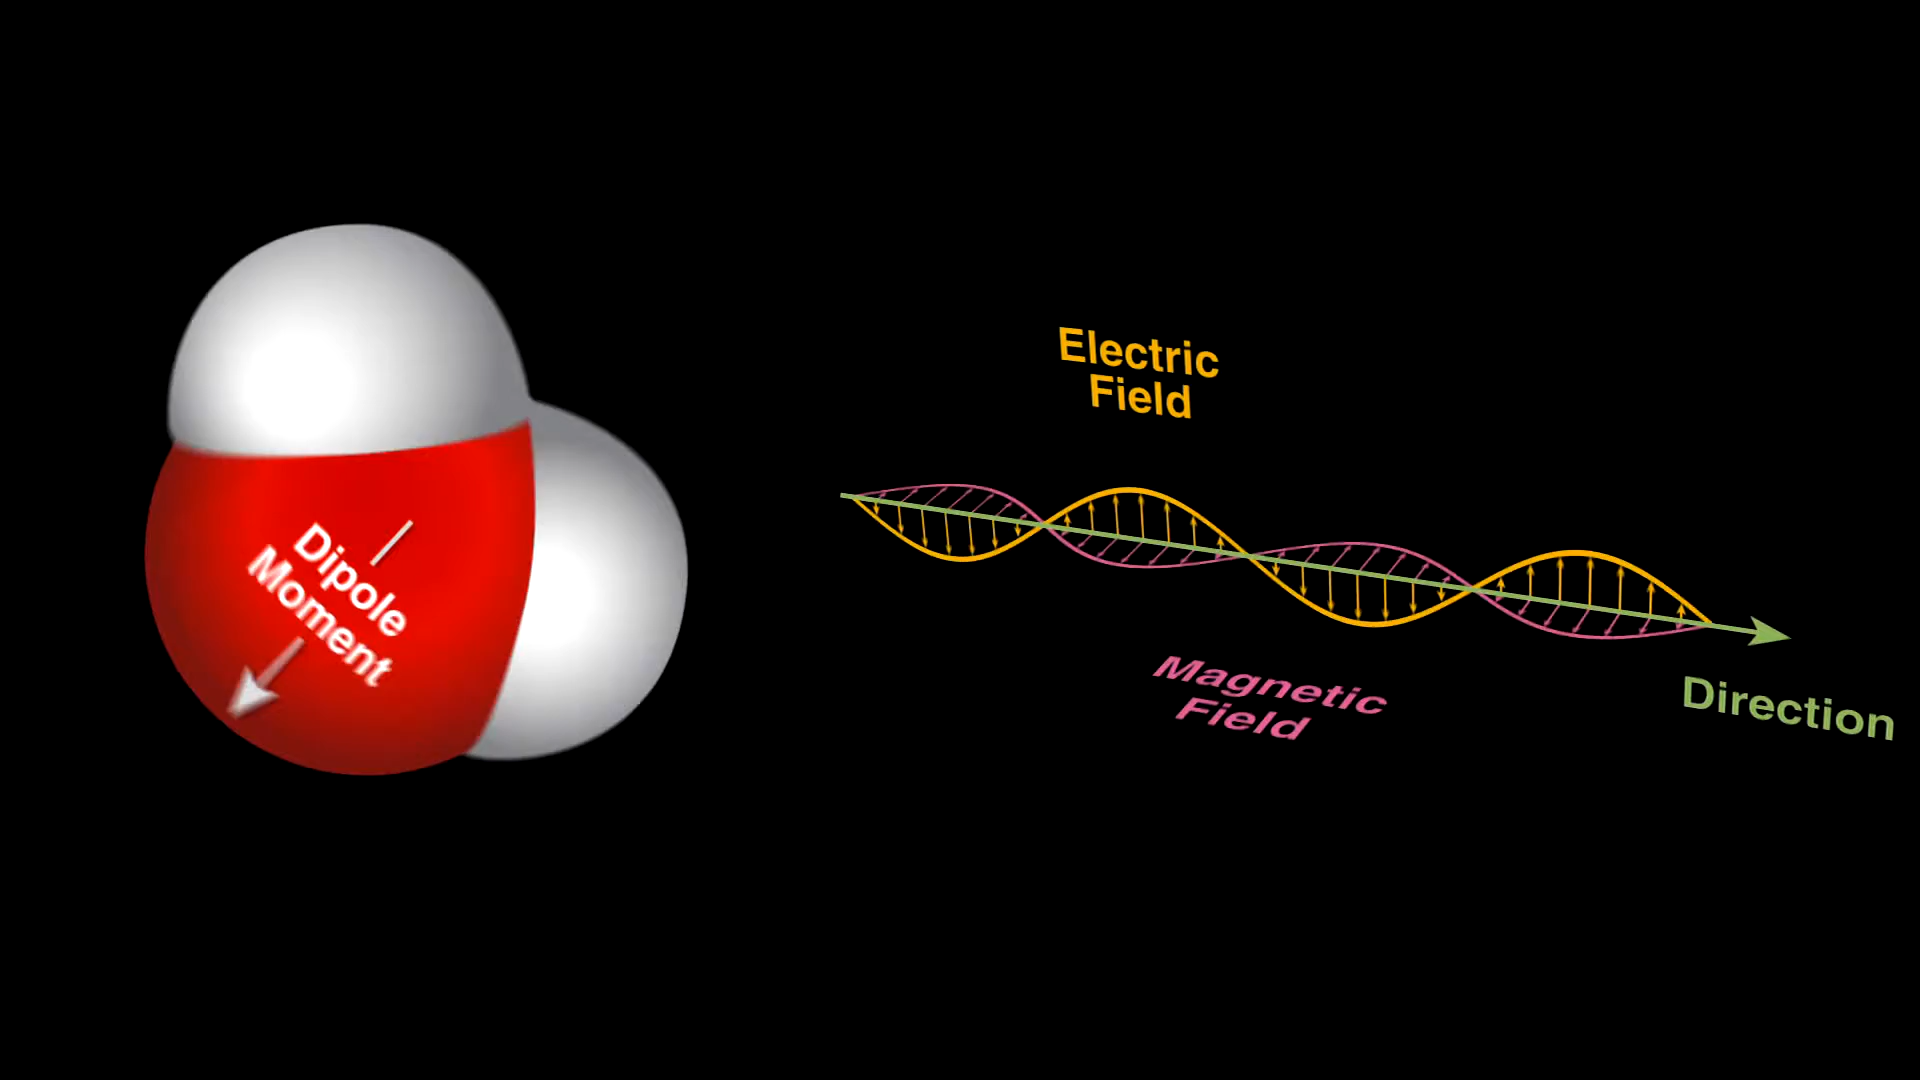 Dipole
Moment
Electric
Field
Magnetic
Field
Direction